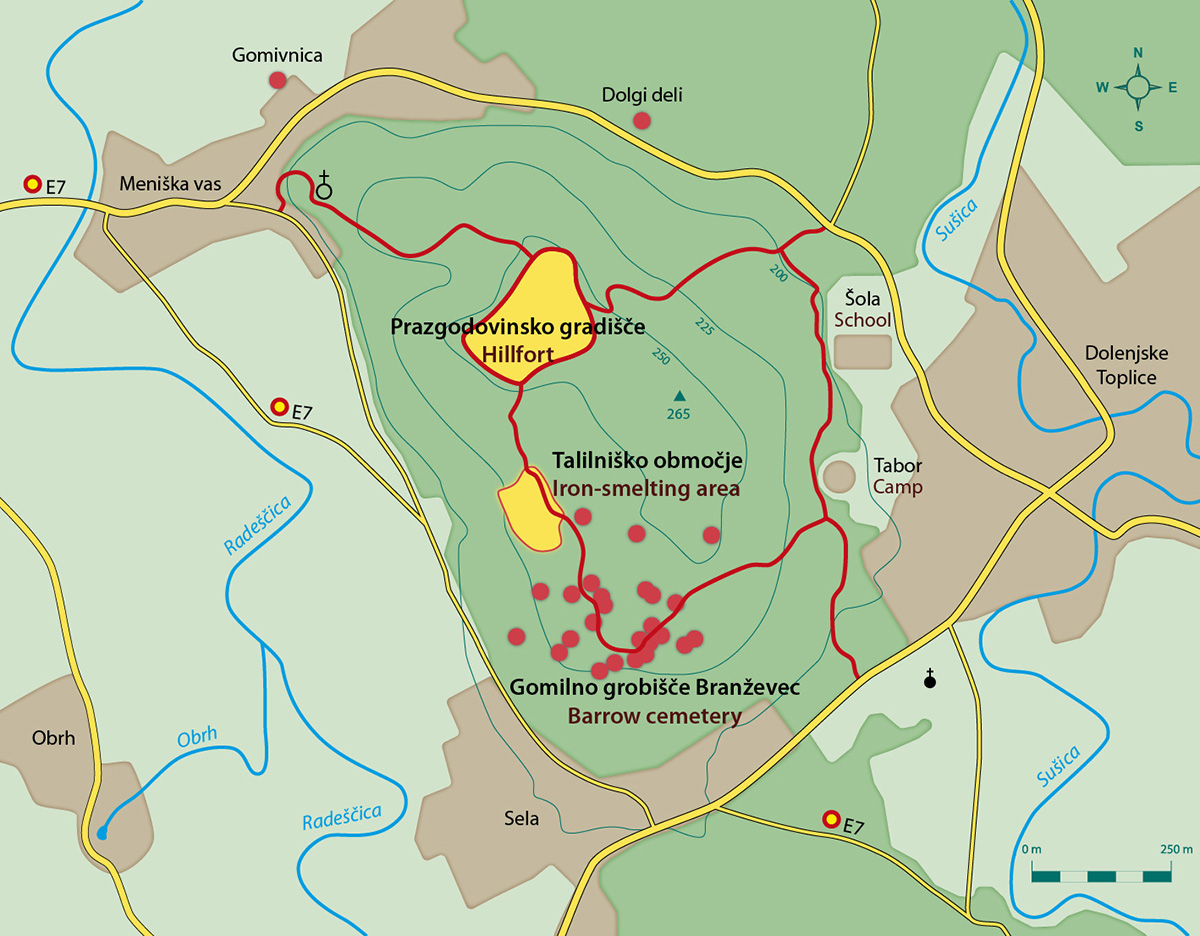 Gomivnica
Dolgi deli
N
W
E
S
E7
Meniška vas
Sušica
200
Šola
School
225
Prazgodovinsko gradišče
Hillfort
250
Dolenjske
Toplice
265
E7
Talilniško območje
Iron-smelting area
Tabor
Camp
Radeščica
Gomilno grobišče Branževec
Barrow cemetery
Obrh
Obrh
Sušica
Radeščica
Sela
E7
0 m
250 m